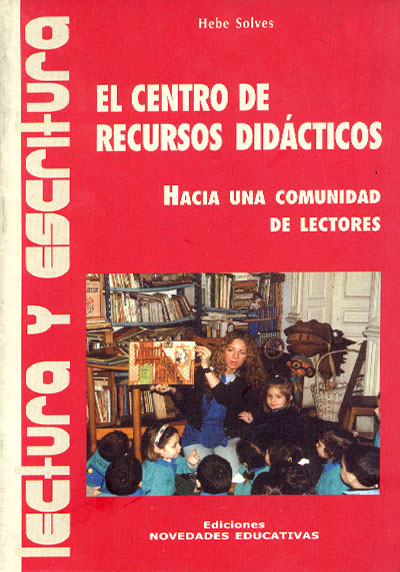 Hebe Solves
EL CENTRO DE
RECURSOS DIDÁCTICOS
HACIA UNA COMUNIDAD
DE LECTORES
lectura y escritura
Ediciones
NOVEDADES EDUCATIVAS